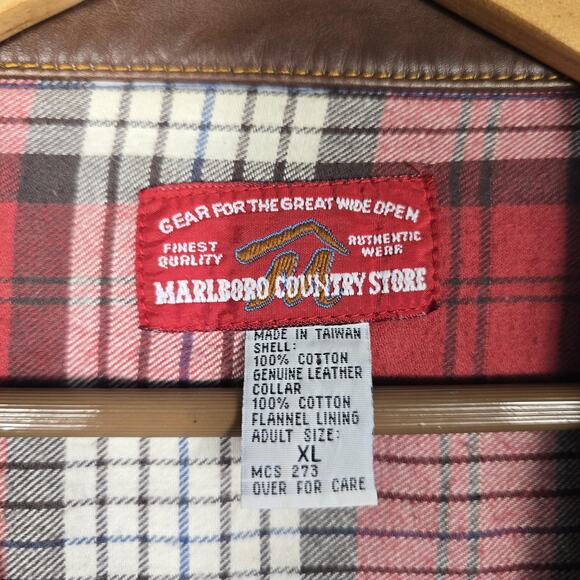 GEAR FOR THE GREAT WIDE OPEN
FINEST QUALITY
AUTHENTIC WEAR
MARLBORO COUNTRY STORE
MADE IN TAIWAN
SHELL:
100% COTTON
GENUINE LEATHER
COLLAR
100% COTTON
FLANNEL LINING
ADULT SIZE:
XL
MCS 273
OVER FOR CARE